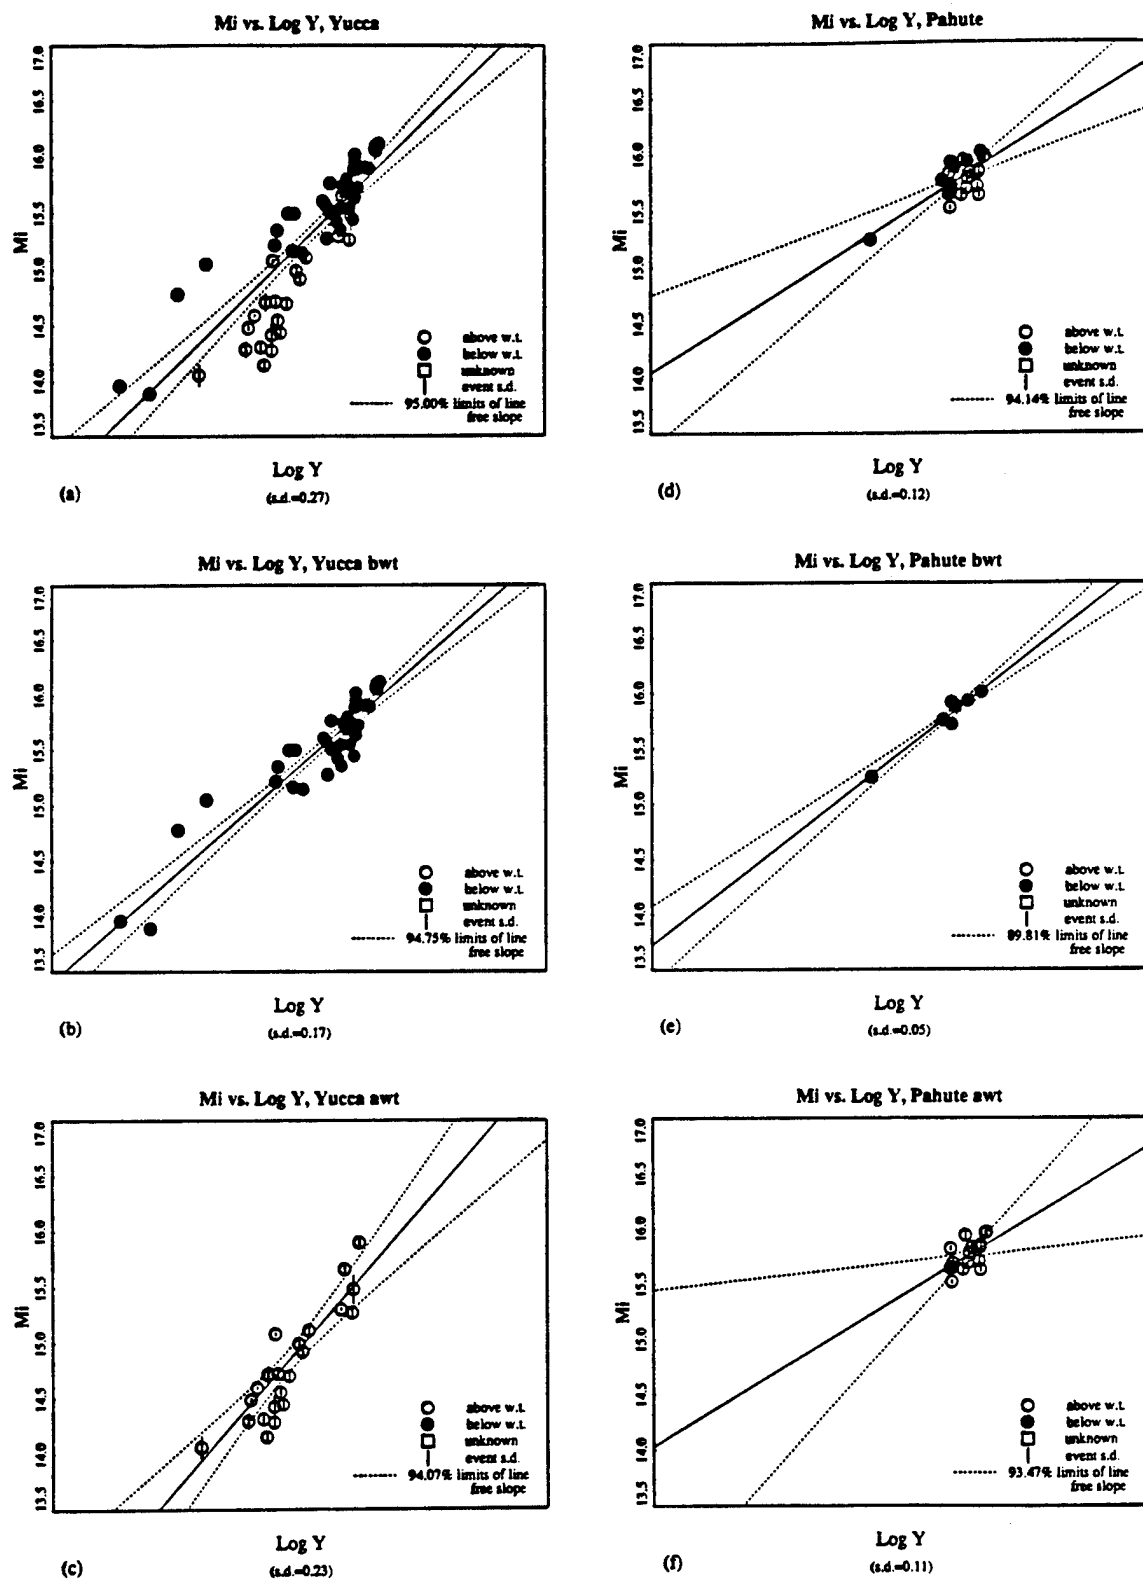 Mi vs. Log Y, Yucca
17.0
16.5
16.0
15.5
15.0
14.5
14.0
13.5
Mi
above w.t.
below w.t.
unknown
event s.d.
95.00% limits of line
free slope
Log Y
(s.d.=0.27)
(a)
Mi vs. Log Y, Pahute
17.0
16.5
16.0
15.5
15.0
14.5
14.0
13.5
Mi
above w.t.
below w.t.
unknown
event s.d.
94.14% limits of line
free slope
Log Y
(s.d.=0.12)
(d)
Mi vs. Log Y, Yucca bwt
17.0
16.5
16.0
15.5
15.0
14.5
14.0
13.5
Mi
above w.t.
below w.t.
unknown
event s.d.
94.75% limits of line
free slope
Log Y
(s.d.=0.17)
(b)
Mi vs. Log Y, Pahute bwt
17.0
16.5
16.0
15.5
15.0
14.5
14.0
13.5
Mi
above w.t.
below w.t.
unknown
event s.d.
89.81% limits of line
free slope
Log Y
(s.d.=0.05)
(e)
Mi vs. Log Y, Yucca awt
17.0
16.5
16.0
15.5
15.0
14.5
14.0
13.5
Mi
above w.t.
below w.t.
unknown
event s.d.
94.07% limits of line
free slope
Log Y
(s.d.=0.23)
(c)
Mi vs. Log Y, Pahute awt
17.0
16.5
16.0
15.5
15.0
14.5
14.0
13.5
Mi
above w.t.
below w.t.
unknown
event s.d.
93.47% limits of line
free slope
Log Y
(s.d.=0.11)
(f)